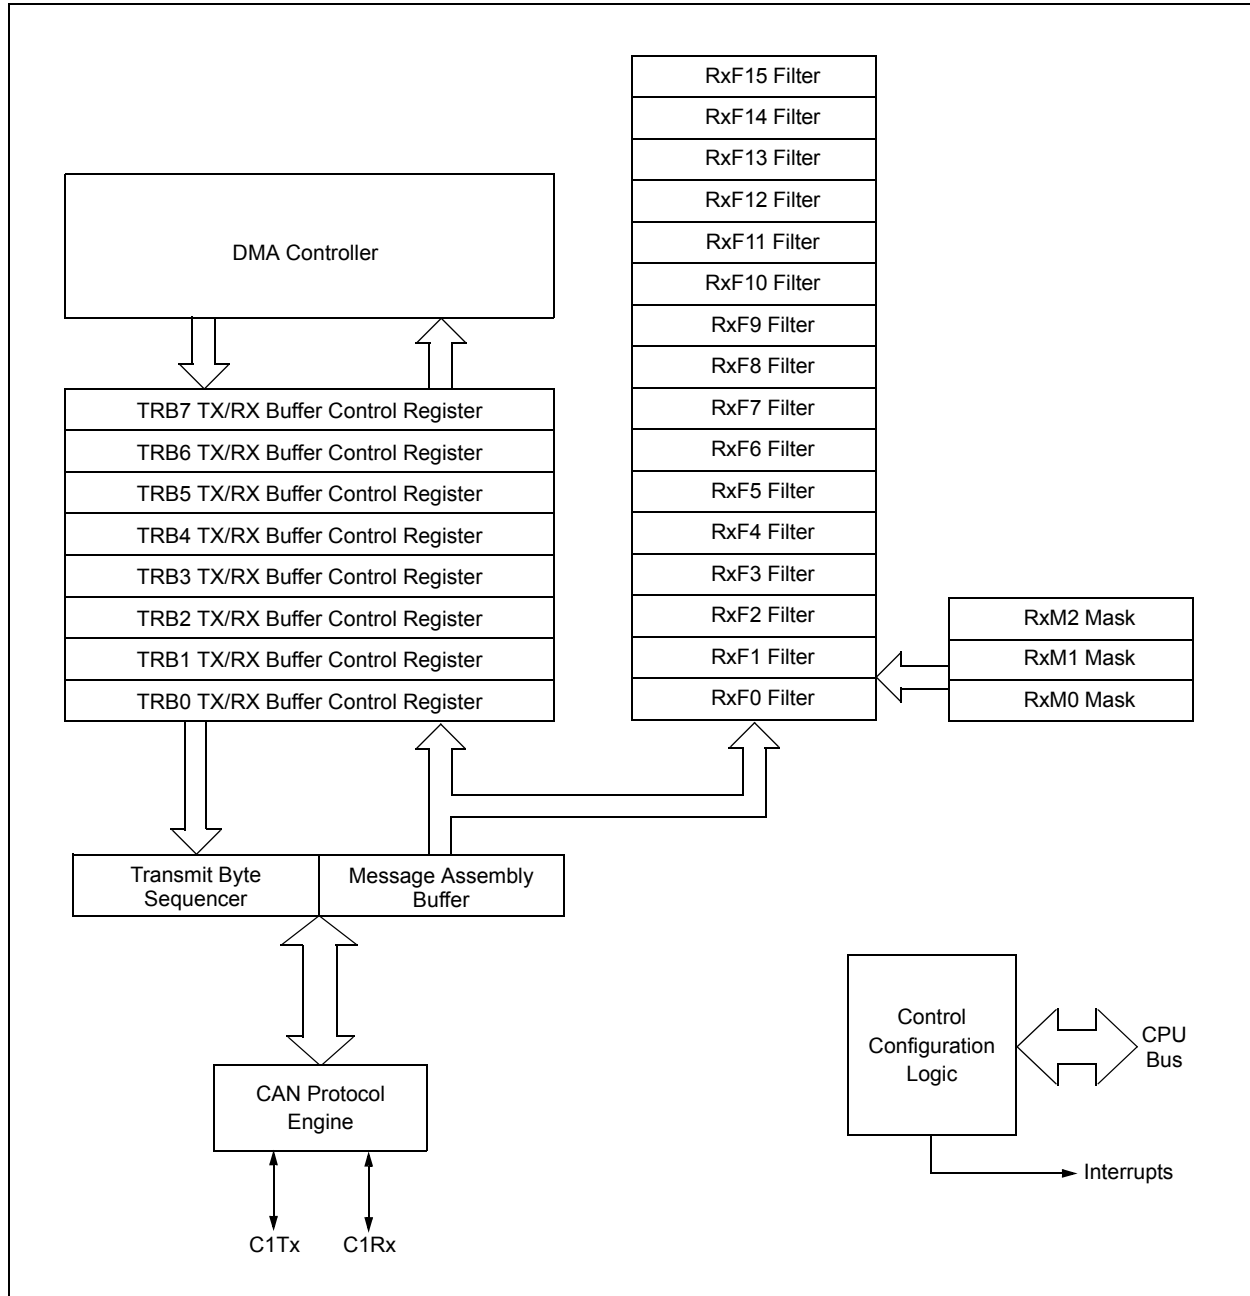 DMA Controller
TRB7 TX/RX Buffer Control Register
TRB6 TX/RX Buffer Control Register
TRB5 TX/RX Buffer Control Register
TRB4 TX/RX Buffer Control Register
TRB3 TX/RX Buffer Control Register
TRB2 TX/RX Buffer Control Register
TRB1 TX/RX Buffer Control Register
TRB0 TX/RX Buffer Control Register
RxF15 Filter
RxF14 Filter
RxF13 Filter
RxF12 Filter
RxF11 Filter
RxF10 Filter
RxF9 Filter
RxF8 Filter
RxF7 Filter
RxF6 Filter
RxF5 Filter
RxF4 Filter
RxF3 Filter
RxF2 Filter
RxF1 Filter
RxF0 Filter
RxM2 Mask
RxM1 Mask
RxM0 Mask
Transmit Byte
Sequencer
Message Assembly
Buffer
CAN Protocol
Engine
C1Tx
C1Rx
Control
Configuration
Logic
CPU
Bus
Interrupts